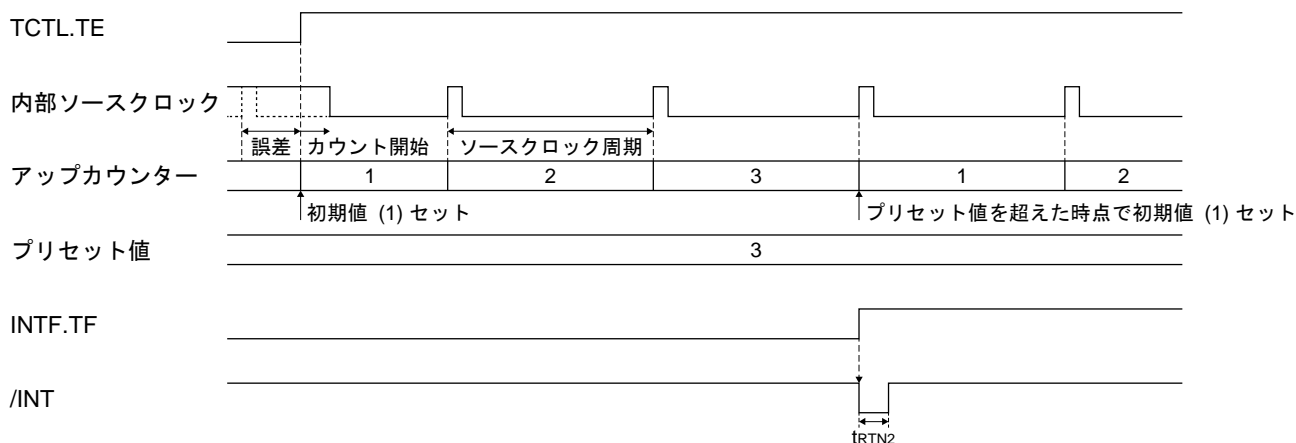 TCTL.TE
内部ソースクロック
誤差 カウント開始 ソースクロック周期
アップカウンター 1 2 3 1 2
初期値 (1) セット プリセット値を超えた時点で初期値 (1) セット
プリセット値 3
INTF.TF
/INT
tRTN2